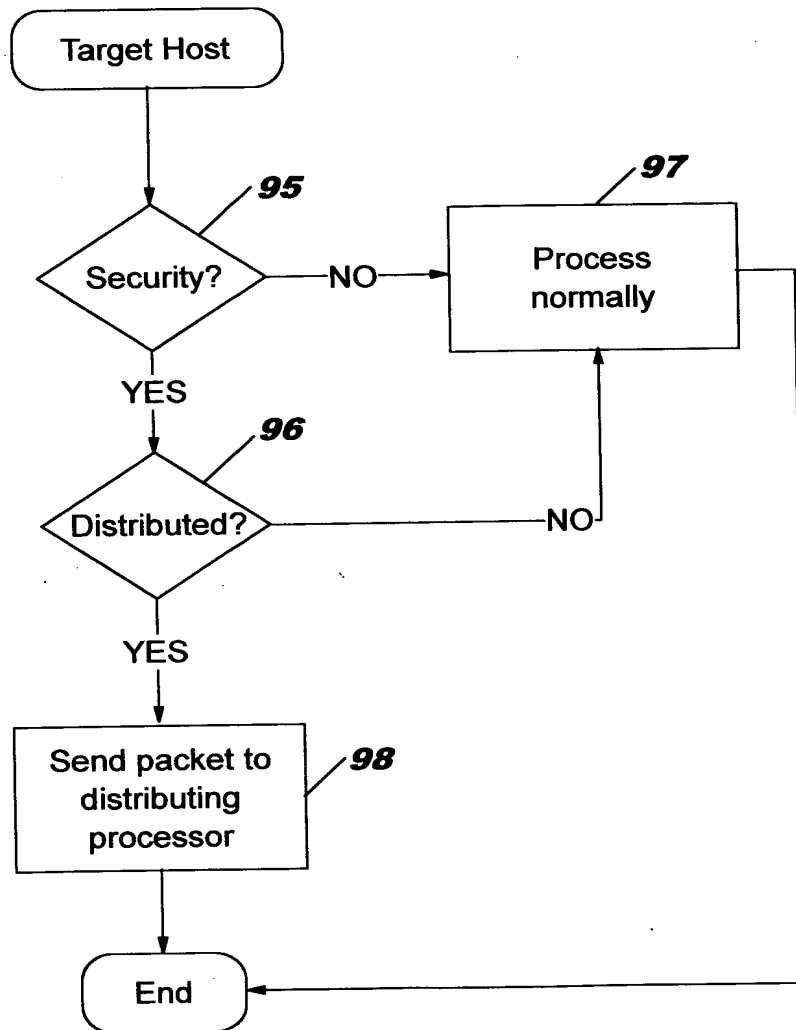 Target Host
95
97
Security?
NO
Process
normally
YES
96
Distributed?
NO
YES
Send packet to
distributing
processor
98
End